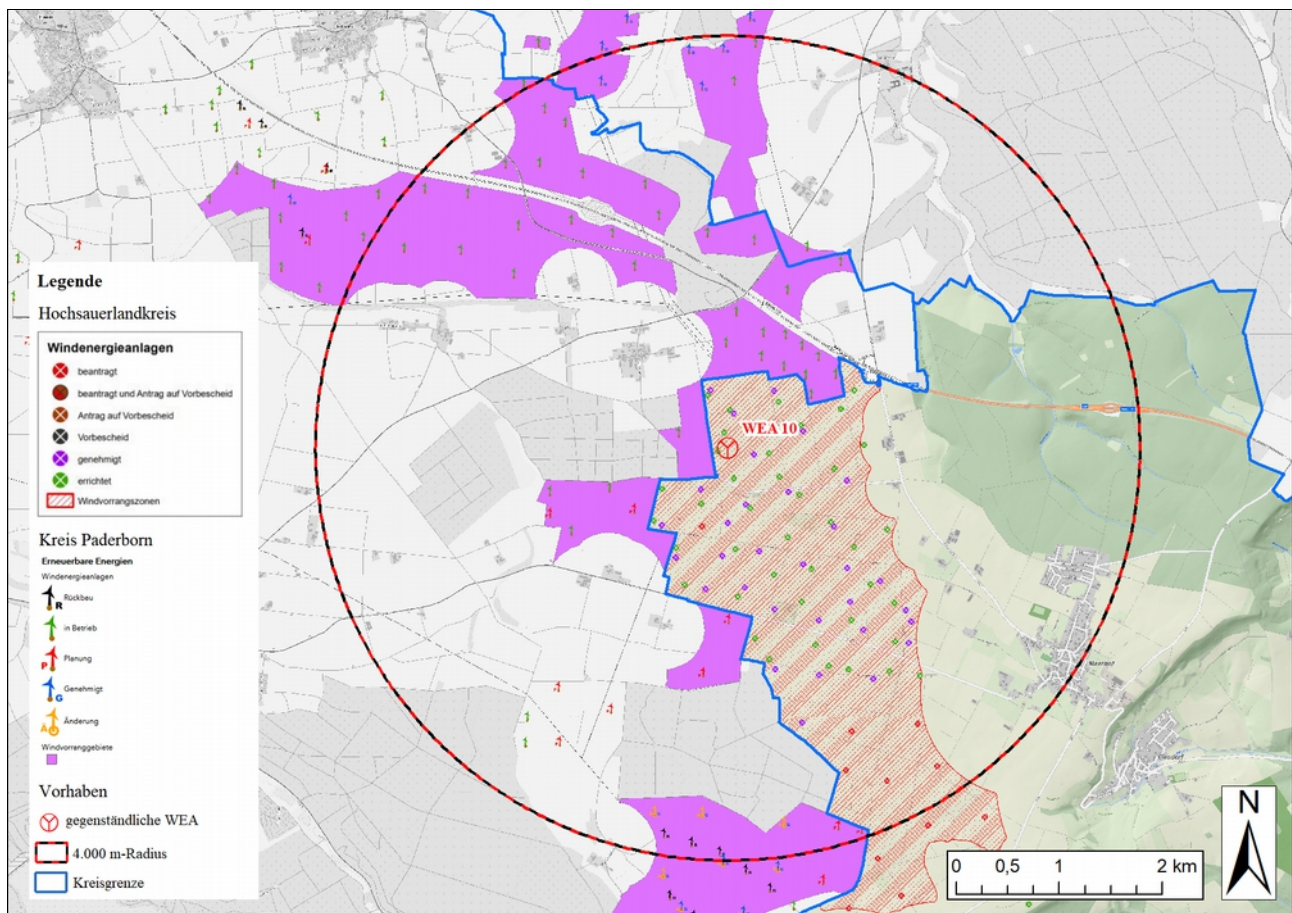 Legende
Hochsauerlandkreis
Windenergieanlagen
beantragt
beantragt und Antrag auf Vorbescheid
Antrag auf Vorbescheid
Vorbescheid
genehmigt
errichtet
Windvorrangzonen
Kreis Paderborn
Erneuerbare Energien
Windenergieanlagen
R Rückbau
in Betrieb
P Planung
G Genehmigt
A Änderung
Windvorranggebiete
Vorhaben
gegenständliche WEA
4.000 m-Radius
Kreisgrenze
WEA 10
N
0 0,5 1 2 km